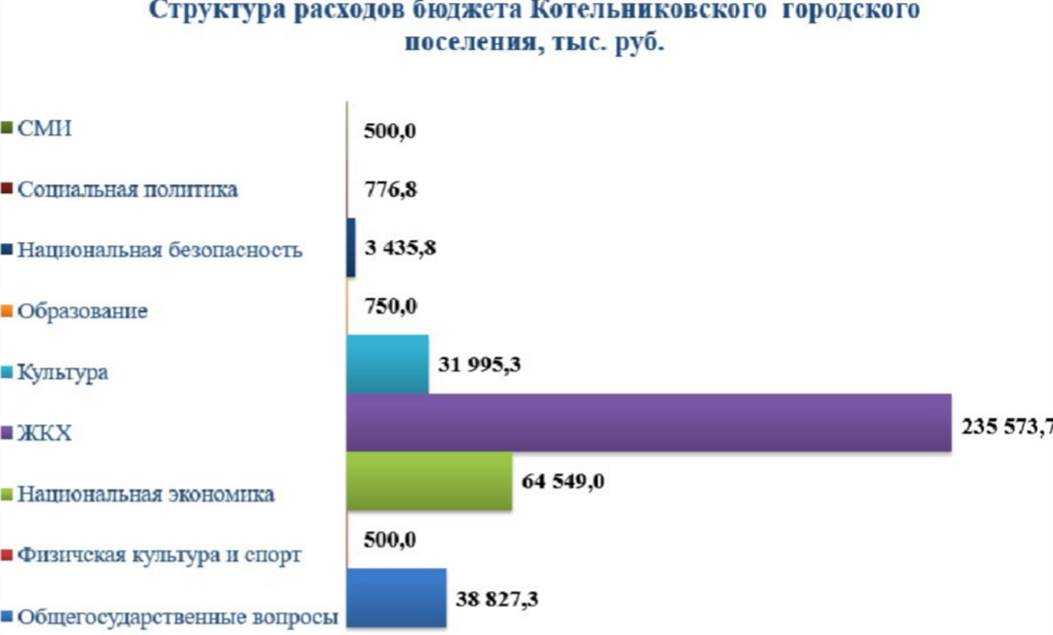 Структура расходов бюджета Котельниковского городского
поселения, тыс. руб.
СМИ 500,0
Социальная политика 776,8
Национальная безопасность 3 435,8
Образование 750,0
Культура 31 995,3
ЖКХ 235 573,7
Национальная экономика 64 549,0
Физичская культура и спорт 500,0
Общегосударственные вопросы 38 827,3